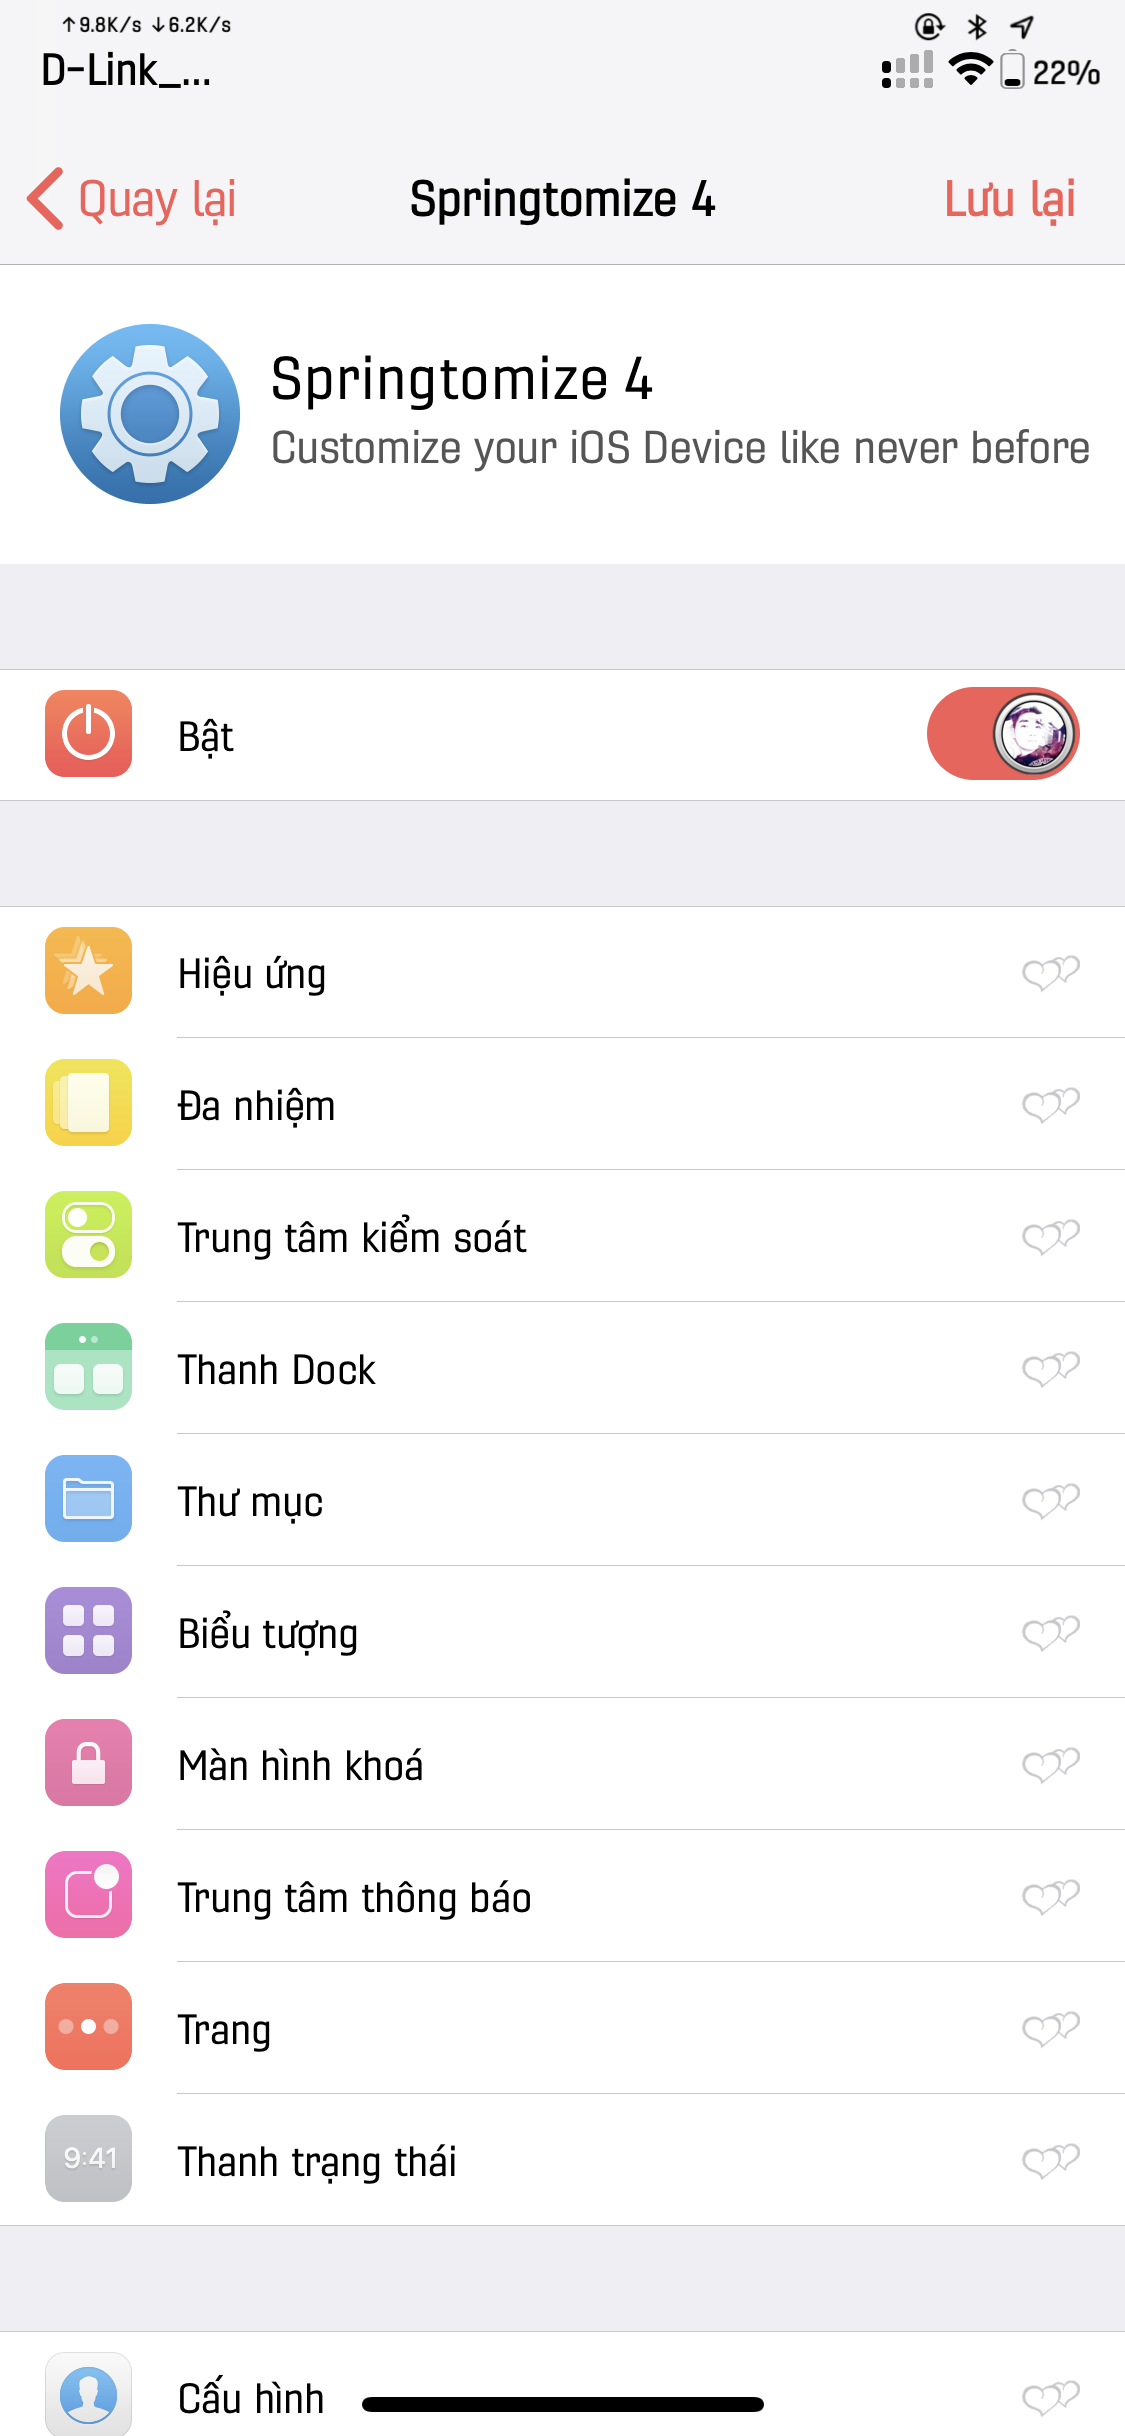 ↑9.8K/s ↓6.2K/s
D-Link_...
22%
Quay lại
Springtomize 4
Lưu lại
Springtomize 4
Customize your iOS Device like never before
Bật
Hiệu ứng
Đa nhiệm
Trung tâm kiểm soát
Thanh Dock
Thư mục
Biểu tượng
Màn hình khoá
Trung tâm thông báo
Trang
9:41
Thanh trạng thái
Cấu hình